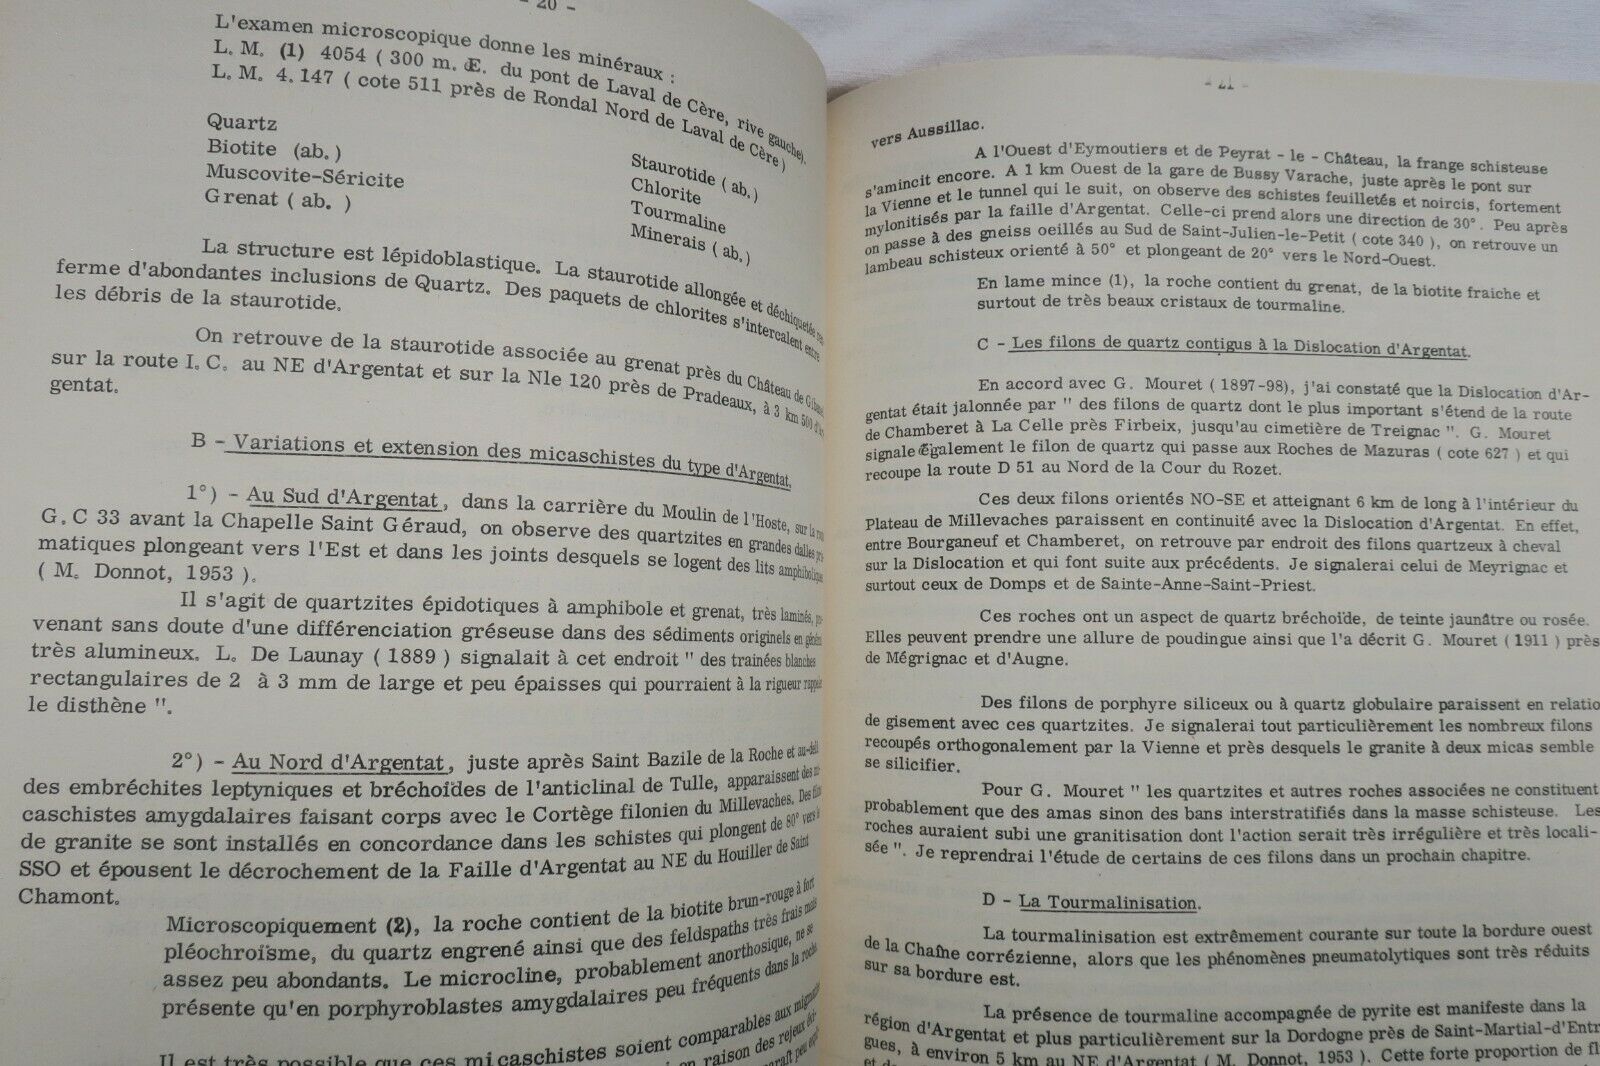 - 20 -
L'examen microscopique donne les minéraux :
L. M. (1) 4054 ( 300 m. E. du pont de Laval de Cère, rive gauche).
L. M. 4.147 ( cote 511 près de Rondal Nord de Laval de Cère )
Quartz
Biotite (ab.)
Muscovite-Séricite
Grenat ( ab. )
Staurotide ( ab.)
Chlorite
Tourmaline
Minerais ( ab.)
La structure est lépidoblastique. La staurotide allongée et déchiquetée
ferme d'abondantes inclusions de Quartz. Des paquets de chlorites s'intercalent entre
les débris de la staurotide.
On retrouve de la staurotide associée au grenat près du Château de
sur la route I.C. au NE d'Argentat et sur la Nle 120 près de Pradeaux, à 3 km 500 d'Ar
gentat.
B - Variations et extension des micaschistes du type d'Argentat.
1°) - Au Sud d'Argentat, dans la carrière du Moulin de l'Hoste, sur la
G.C 33 avant la Chapelle Saint Géraud, on observe des quartzites en grandes dalles
matiques plongeant vers l'Est et dans les joints desquels se logent des lits amphiboliques
( M. Donnot, 1953 ).
Il s'agit de quartzites épidotiques à amphibole et grenat, très laminés,
venant sans doute d'une différenciation gréseuse dans des sédiments originels en
très alumineux. L. De Launay ( 1889 ) signalait à cet endroit " des trainées blanches
rectangulaires de 2 à 3 mm de large et peu épaisses qui pourraient à la rigueur
le disthène ".
2°) - Au Nord d'Argentat, juste après Saint Bazile de la Roche et au-delà
des embréchites leptyniques et bréchoïdes de l'anticlinal de Tulle, apparaissent des mi-
caschistes amygdalaires faisant corps avec le Cortège filonien du Millevaches. Des
de granite se sont installés en concordance dans les schistes qui plongent de 80° vers le
SSO et épousent le décrochement de la Faille d'Argentat au NE du Houiller de Saint
Chamont.
Microscopiquement (2), la roche contient de la biotite brun-rouge à fort
pléochroïsme, du quartz engrené ainsi que des feldspaths très frais mais
assez peu abondants. Le microcline, probablement anorthosique, ne se
présente qu'en porphyroblastes amygdalaires peu fréquents dans la roche.
Il est très possible que ces micaschistes soient comparables aux
en raison des rejeux
- 21 -
vers Aussillac.
A l'Ouest d'Eymoutiers et de Peyrat - le - Château, la frange schisteuse
s'amincit encore. A 1 km Ouest de la gare de Bussy Varache, juste après le pont sur
la Vienne et le tunnel qui le suit, on observe des schistes feuilletés et noircis, fortement
mylonitisés par la faille d'Argentat. Celle-ci prend alors une direction de 30°. Peu après
on passe à des gneiss oeillés au Sud de Saint-Julien-le-Petit ( cote 340 ), on retrouve un
lambeau schisteux orienté à 50° et plongeant de 20° vers le Nord-Ouest.
En lame mince (1), la roche contient du grenat, de la biotite fraiche et
surtout de très beaux cristaux de tourmaline.
C - Les filons de quartz contigus à la Dislocation d'Argentat.
En accord avec G. Mouret ( 1897-98), j'ai constaté que la Dislocation d'Ar-
gentat était jalonnée par " des filons de quartz dont le plus important s'étend de la route
de Chamberet à La Celle près Firbeix, jusqu'au cimetière de Treignac ". G. Mouret
signale également le filon de quartz qui passe aux Roches de Mazuras ( cote 627 ) et qui
recoupe la route D 51 au Nord de la Cour du Rozet.
Ces deux filons orientés NO-SE et atteignant 6 km de long à l'intérieur du
Plateau de Millevaches paraissent en continuité avec la Dislocation d'Argentat. En effet,
entre Bourganeuf et Chamberet, on retrouve par endroit des filons quartzeux à cheval
sur la Dislocation et qui font suite aux précédents. Je signalerai celui de Meyrignac et
surtout ceux de Domps et de Sainte-Anne-Saint-Priest.
Ces roches ont un aspect de quartz bréchoïde, de teinte jaunâtre ou rosée.
Elles peuvent prendre une allure de poudingue ainsi que l'a décrit G. Mouret ( 1911 ) près
de Mégrignac et d'Augne.
Des filons de porphyre siliceux ou à quartz globulaire paraissent en relatio
de gisement avec ces quartzites. Je signalerai tout particulièrement les nombreux filons
recoupés orthogonalement par la Vienne et près desquels le granite à deux micas semble
se silicifier.
Pour G. Mouret " les quartzites et autres roches associées ne constituent
probablement que des amas sinon des bans interstratifiés dans la masse schisteuse. Les
roches auraient subi une granitisation dont l'action serait très irrégulière et très locali-
sée ". Je reprendrai l'étude de certains de ces filons dans un prochain chapitre.
D - La Tourmalinisation.
La tourmalinisation est extrêmement courante sur toute la bordure ouest
de la Chaîne corrézienne, alors que les phénomènes pneumatolytiques sont très réduits
sur sa bordure est.
La présence de tourmaline accompagnée de pyrite est manifeste dans la
région d'Argentat et plus particulièrement sur la Dordogne près de Saint-Martial-d'Entr
gues, à environ 5 km au NE d'Argentat ( M. Donnot, 1953 ). Cette forte proportion de